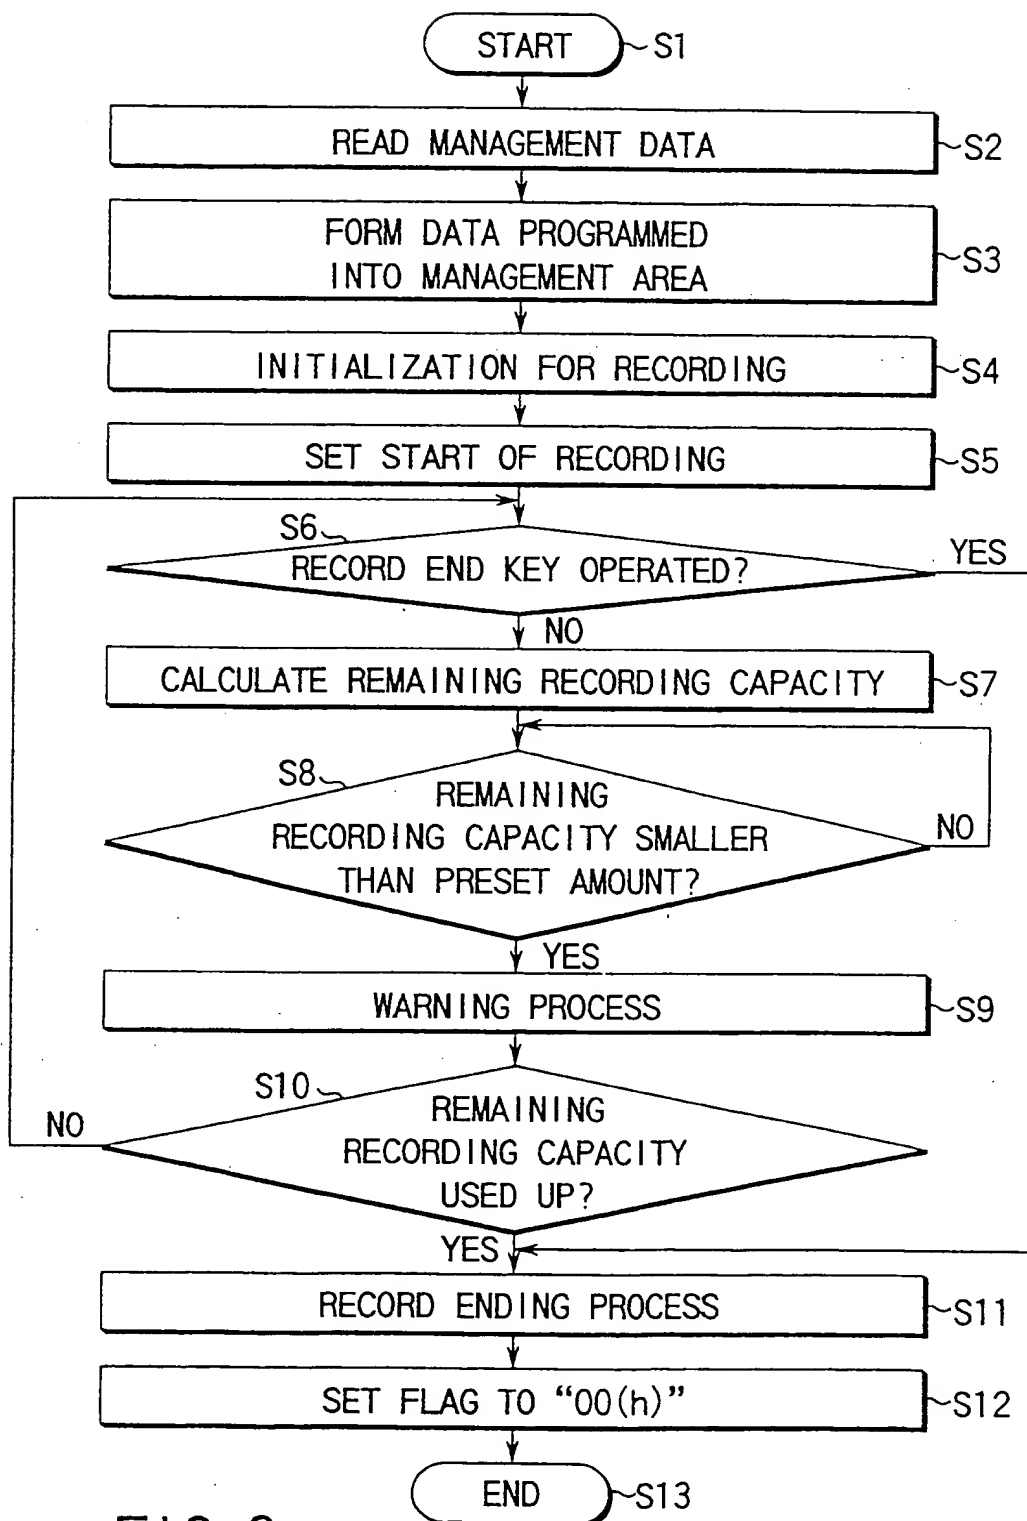 START
S1
READ MANAGEMENT DATA
S2
FORM DATA PROGRAMMED
INTO MANAGEMENT AREA
S3
INITIALIZATION FOR RECORDING
S4
SET START OF RECORDING
S5
S6
RECORD END KEY OPERATED?
YES
NO
CALCULATE REMAINING RECORDING CAPACITY
S7
S8
REMAINING
RECORDING CAPACITY SMALLER
THAN PRESET AMOUNT?
NO
YES
WARNING PROCESS
S9
S10
REMAINING
RECORDING CAPACITY
USED UP?
NO
YES
RECORD ENDING PROCESS
S11
SET FLAG TO “00(h)”
S12
END
S13